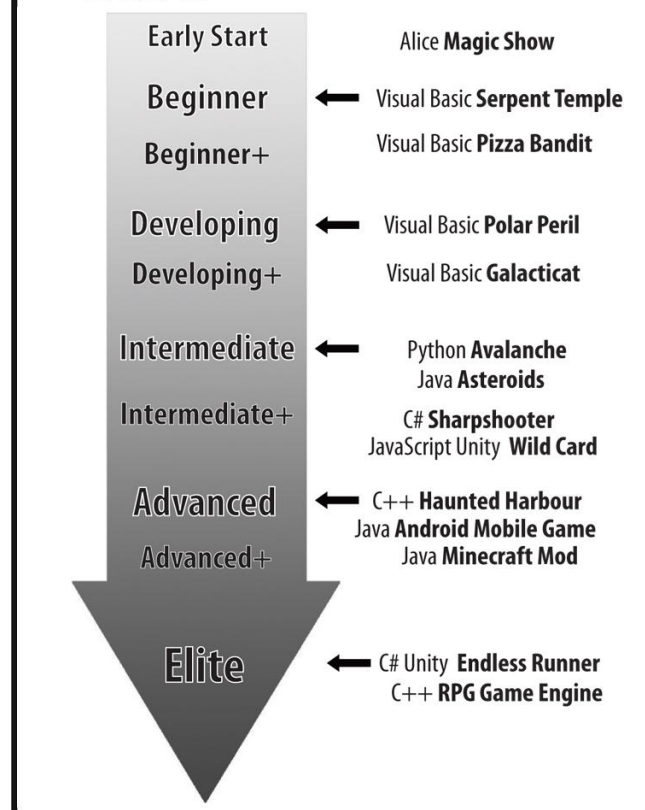 Early Start
Alice Magic Show
Beginner
Visual Basic Serpent Temple
Beginner+
Visual Basic Pizza Bandit
Developing
Visual Basic Polar Peril
Developing+
Visual Basic Galacticat
Intermediate
Python Avalanche
Java Asteroids
Intermediate+
C# Sharpshooter
JavaScript Unity Wild Card
Advanced
C++ Haunted Harbour
Java Android Mobile Game
Advanced+
Java Minecraft Mod
Elite
C# Unity Endless Runner
C++ RPG Game Engine